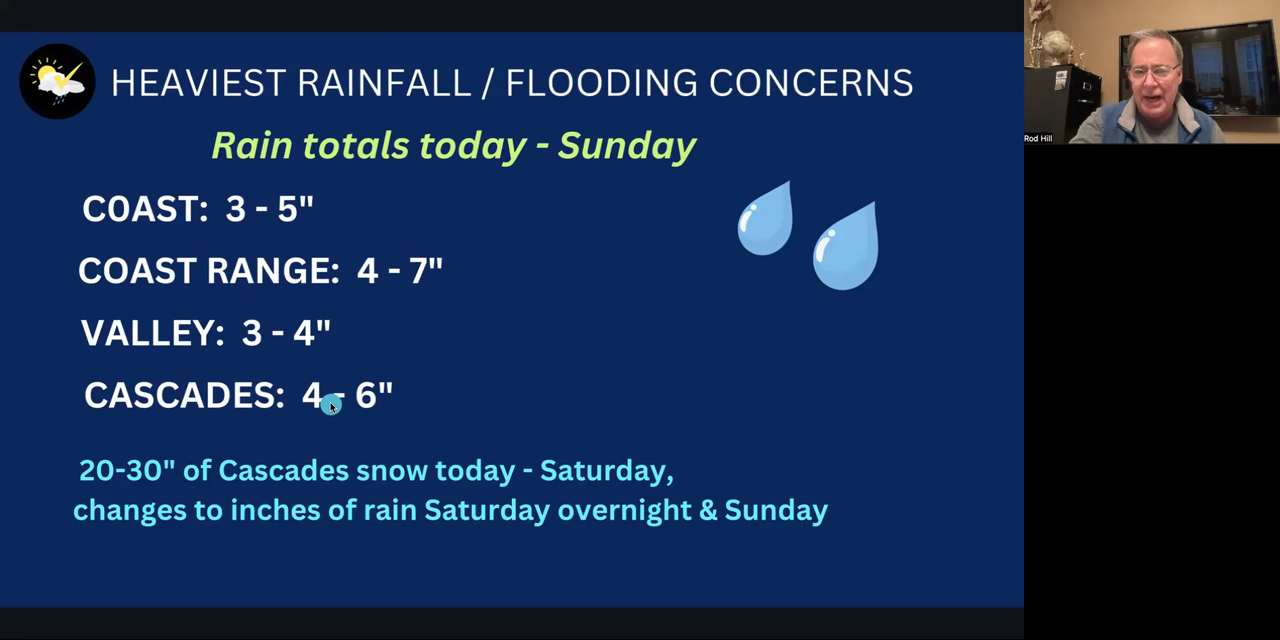 HEAVIEST RAINFALL / FLOODING CONCERNS
Rain totals today - Sunday
COAST: 3 - 5"
COAST RANGE: 4 - 7"
VALLEY: 3 - 4"
CASCADES: 4 - 6"
20-30" of Cascades snow today - Saturday,
changes to inches of rain Saturday overnight & Sunday
Rod Hill